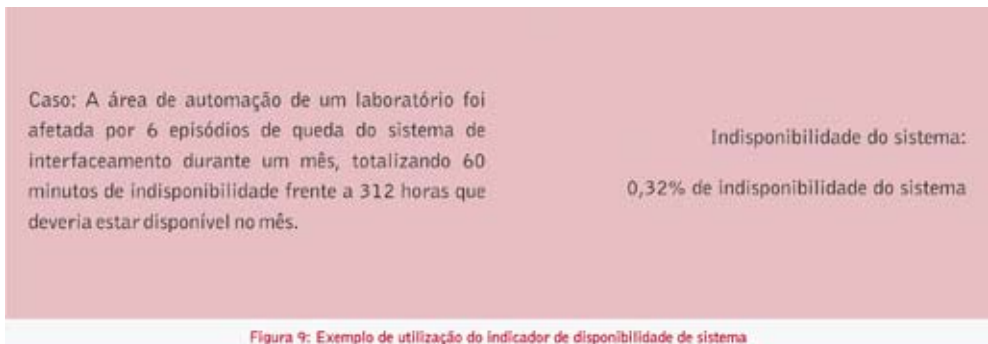 Caso: A área de automação de um laboratório foi
afetada por 6 episódios de queda do sistema de
interfaceamento durante um mês, totalizando 60
minutos de indisponibilidade frente a 312 horas que
deveria estar disponível no mês.
Indisponibilidade do sistema:
0,32% de indisponibilidade do sistema
Figura 9: Exemplo de utilização do indicador de disponibilidade de sistema